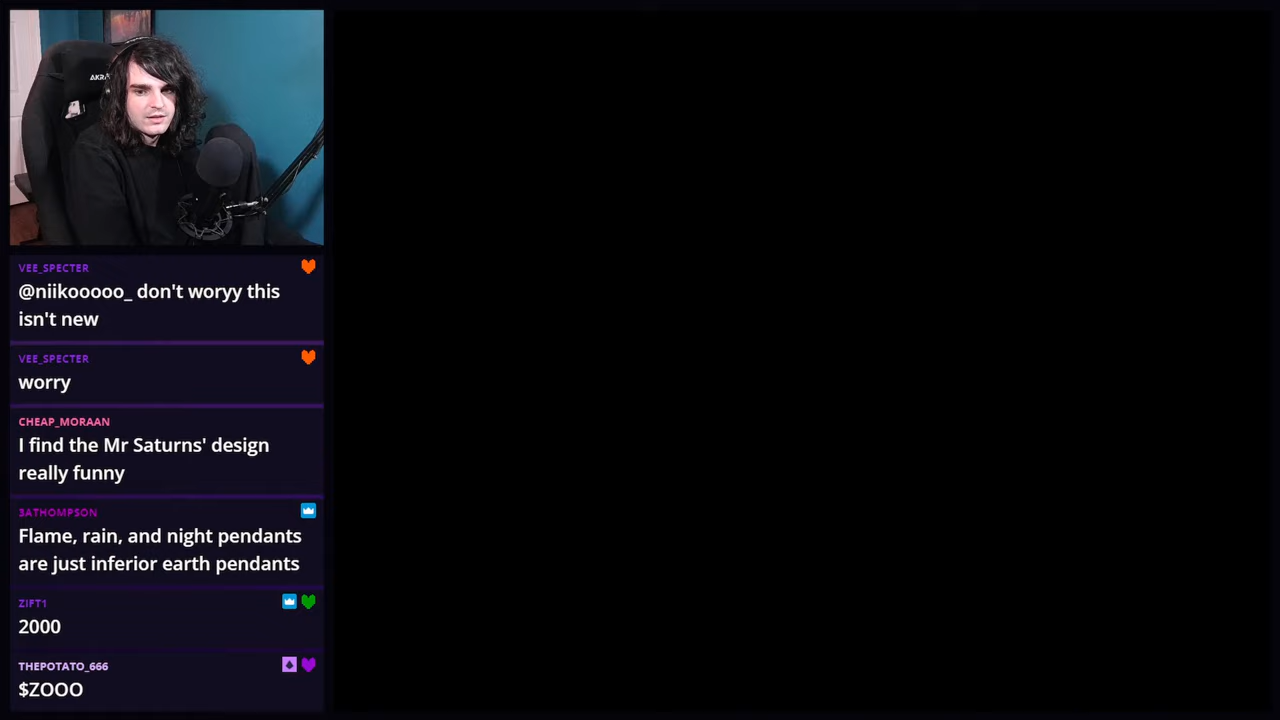 AKRA
VEE_SPECTER
@niikooooo_ don't woryy this
isn't new
VEE_SPECTER
worry
CHEAP_MORAAN
I find the Mr Saturns' design
really funny
3ATHOMPSON
Flame, rain, and night pendants
are just inferior earth pendants
ZIFT1
2000
THEPOTATO_666
$ZOOO